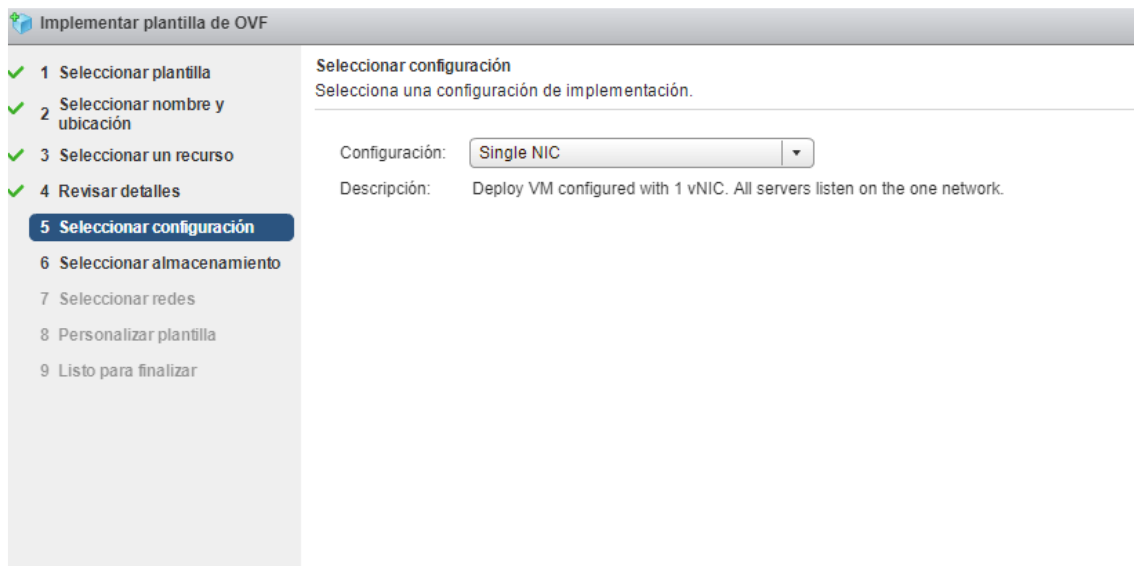 Implementar plantilla de OVF
1 Seleccionar plantilla
2 Seleccionar nombre y
ubicación
3 Seleccionar un recurso
4 Revisar detalles
5 Seleccionar configuración
6 Seleccionar almacenamiento
7 Seleccionar redes
8 Personalizar plantilla
9 Listo para finalizar
Seleccionar configuración
Selecciona una configuración de implementación.
Configuración: Single NIC
Descripción: Deploy VM configured with 1 vNIC. All servers listen on the one network.